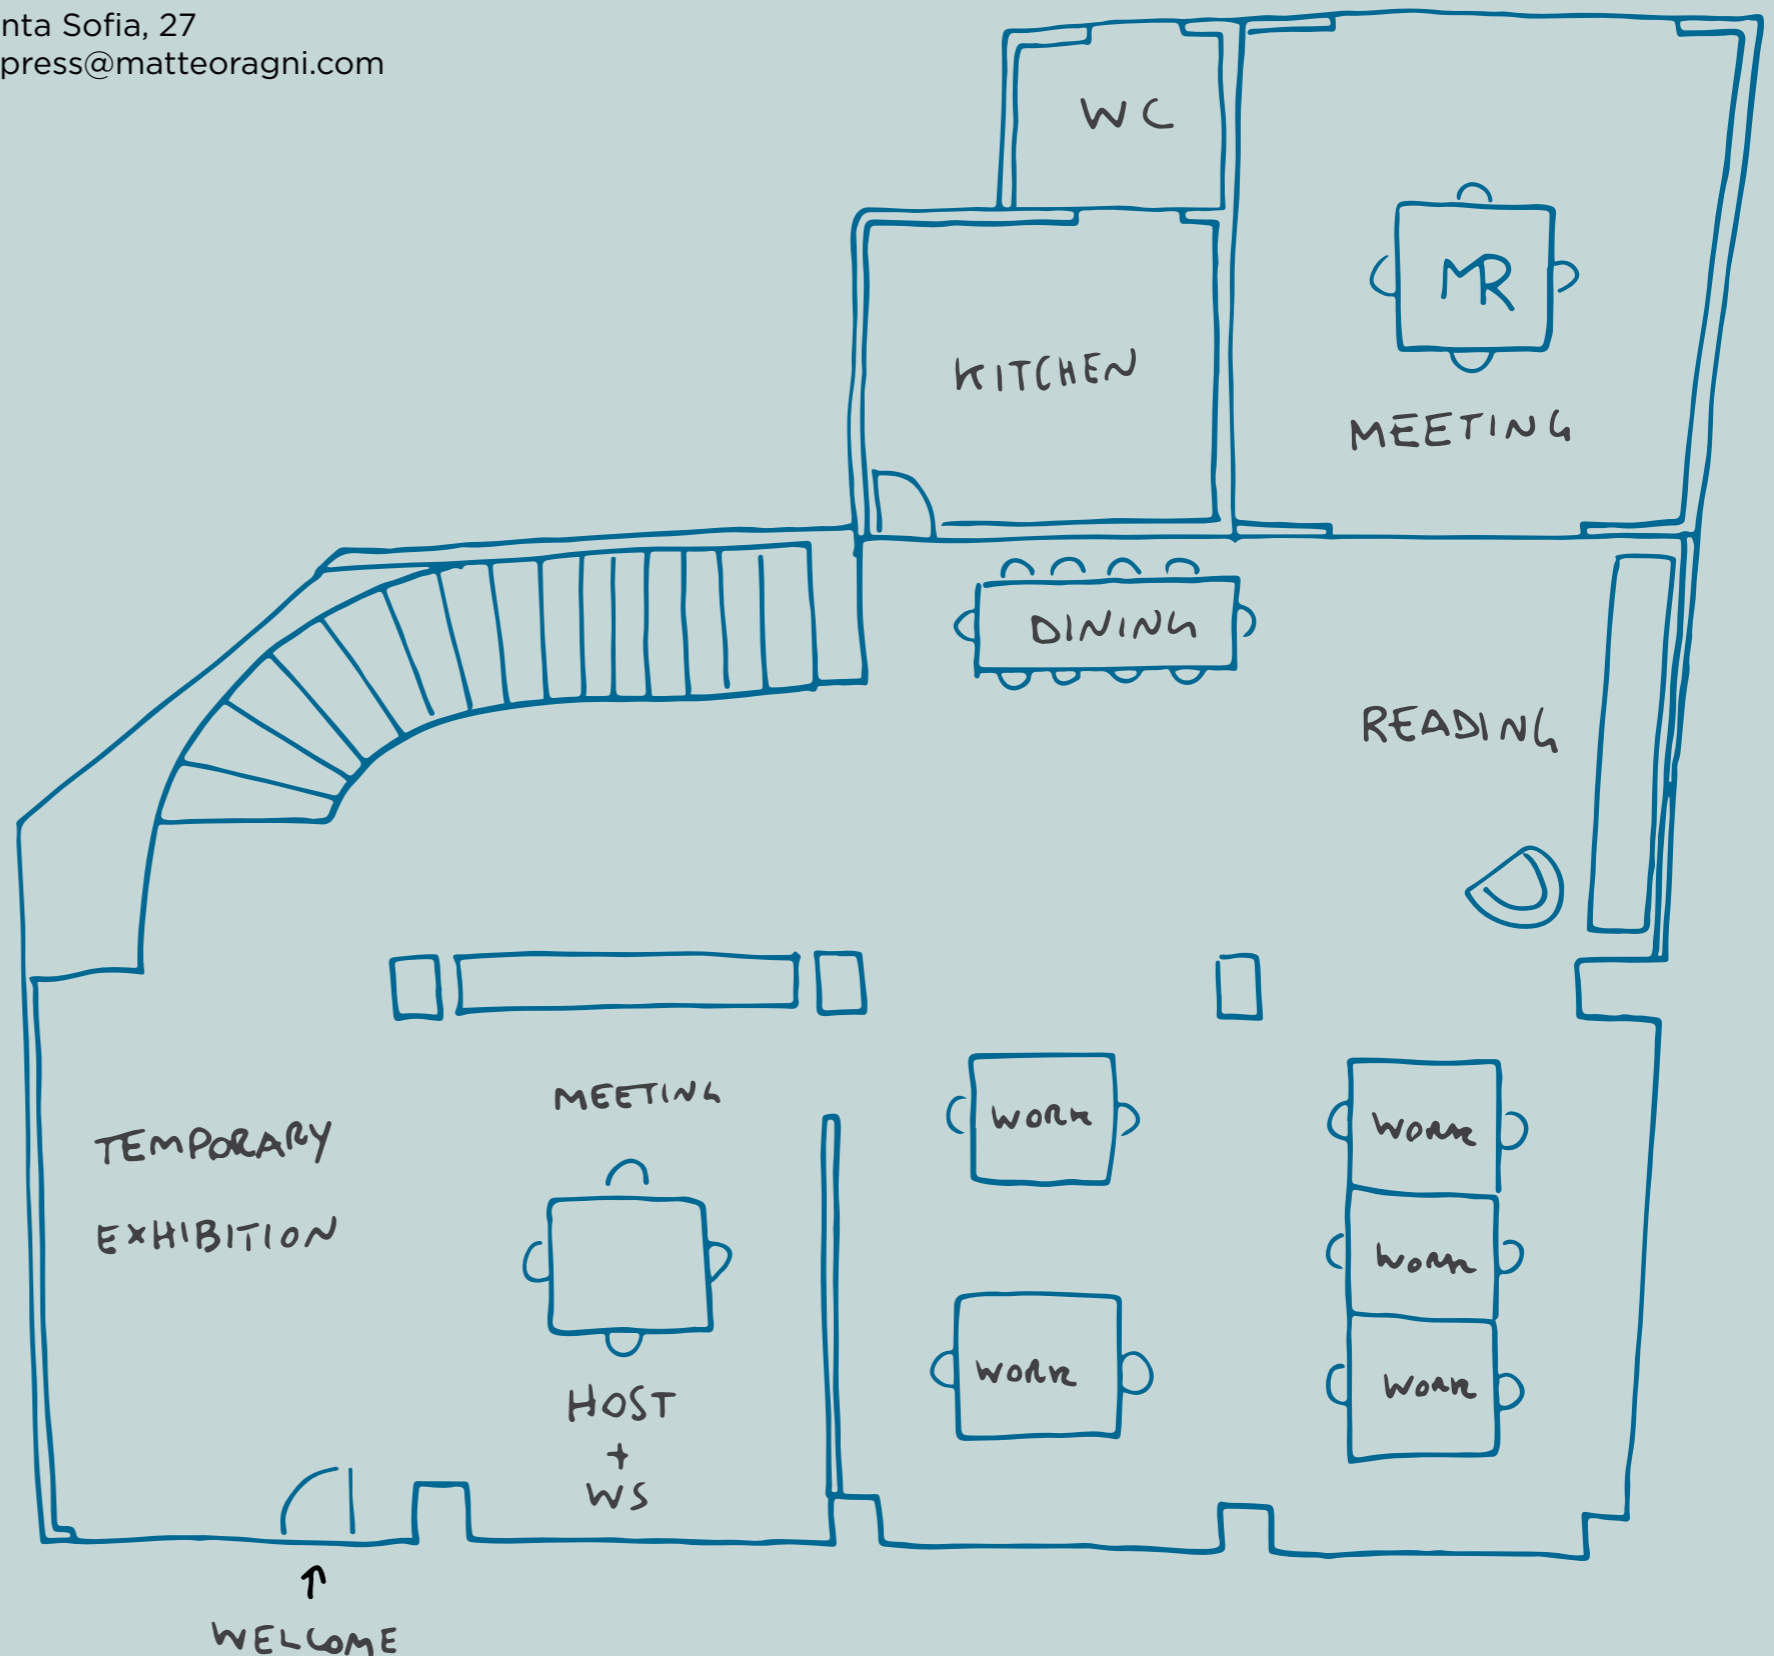 nta Sofia, 27
press@matteoragni.com
WC
MR
KITCHEN
MEETING
DINING
READING
MEETING
WORK
WORK
TEMPORARY
EXHIBITION
WORK
WORK
WORK
HOST
+
WS
WELCOME